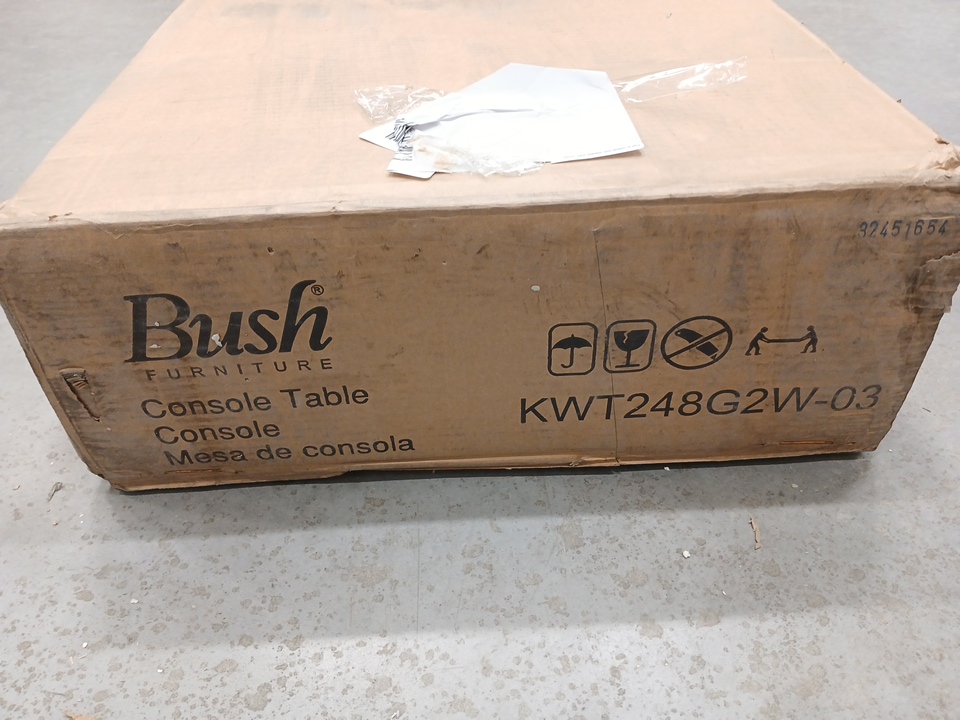 32451654
Bush®
FURNITURE
Console Table
Console
Mesa de consola
KWT248G2W-03